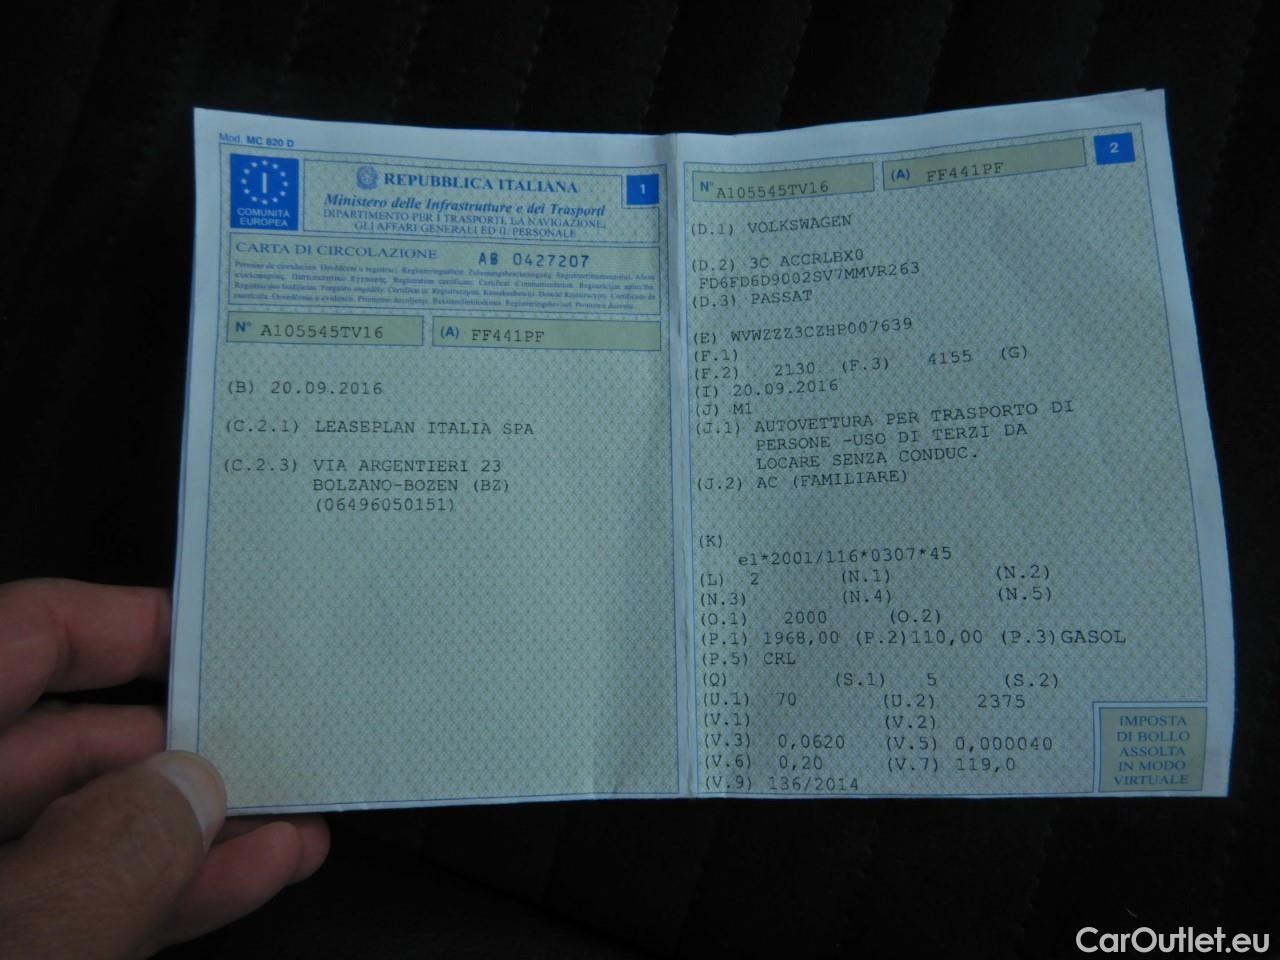 Mod. MC 820 D
COMUNITÀ
EUROPEA
I
REPUBBLICA ITALIANA
1
Ministero delle Infrastrutture e dei Trasporti
DIPARTIMENTO PER I TRASPORTI, LA NAVIGAZIONE,
GLI AFFARI GENERALI ED IL PERSONALE
CARTA DI CIRCOLAZIONE AB 0427207
N° A105545TV16 (A) FF441PF
(B) 20.09.2016
(C.2.1) LEASEPLAN ITALIA SPA
(C.2.3) VIA ARGENTIERI 23
BOLZANO-BOZEN (BZ)
(06496050151)
2
N° A105545TV16 (A) FF441PF
(D.1) VOLKSWAGEN
(D.2) 3C ACCRLBX0
FD6FD6D9002SV7MMVR263
(D.3) PASSAT
(E) WVWZZZ3CZHP007639
(F.1)
(F.2) 2130 (F.3) 4155 (G)
(I) 20.09.2016
(J) M1
(J.1) AUTOVETTURA PER TRASPORTO DI
PERSONE -USO DI TERZI DA
LOCARE SENZA CONDUC.
(J.2) AC (FAMILIARE)
(K)
e1*2001/116*0307*45
(L) 2 (N.1) (N.2)
(N.3) (N.4) (N.5)
(O.1) 2000 (O.2)
(P.1) 1968,00 (P.2)110,00 (P.3)GASOL
(P.5) CRL
(Q) (S.1) 5 (S.2)
(U.1) 70 (U.2) 2375
(V.1) (V.2)
(V.3) 0,0620 (V.5) 0,000040
(V.6) 0,20 (V.7) 119,0
(V.9) 136/2014
IMPOSTA
DI BOLLO
ASSOLTA
IN MODO
VIRTUALE
CarOutlet.eu